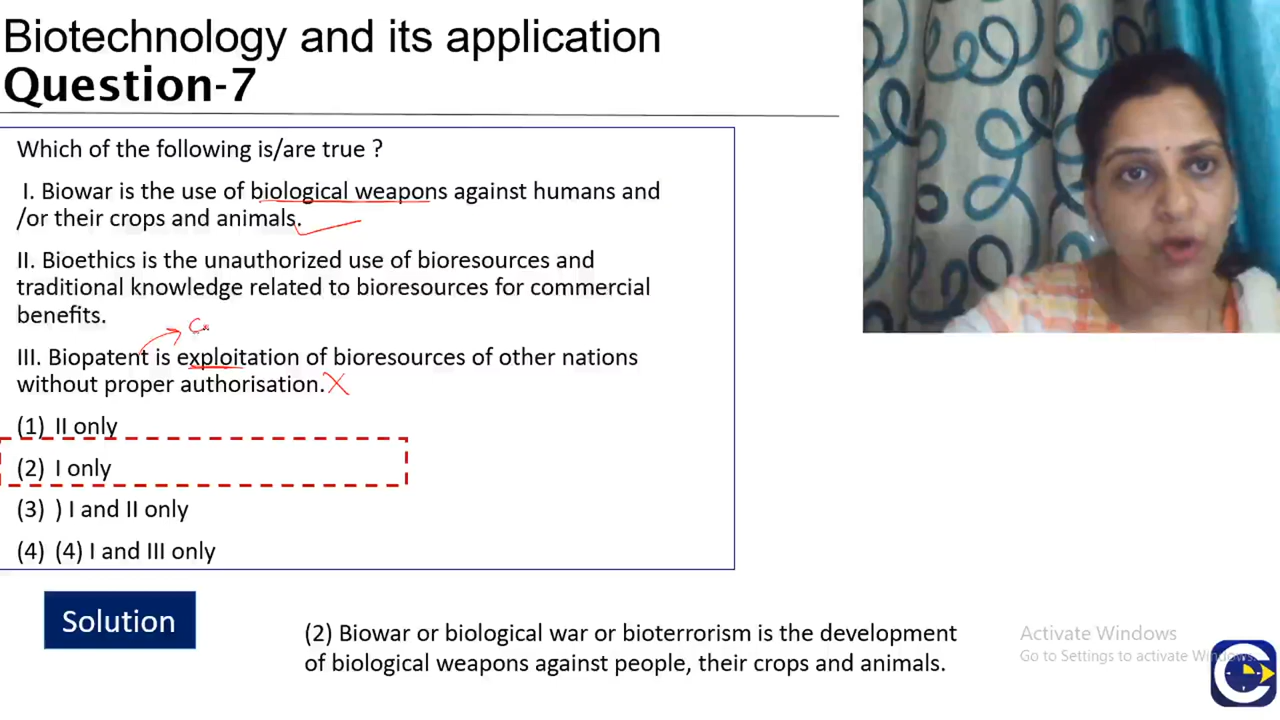 Biotechnology and its application
Question-7
Which of the following is/are true ?
I. Biowar is the use of biological weapons against humans and
/or their crops and animals.
II. Bioethics is the unauthorized use of bioresources and
traditional knowledge related to bioresources for commercial
benefits.
III. Biopatent is exploitation of bioresources of other nations
without proper authorisation.
(1) II only
(2) I only
(3) ) I and II only
(4) (4) I and III only
Solution
(2) Biowar or biological war or bioterrorism is the development
of biological weapons against people, their crops and animals.
Activate Windows
Go to Settings to activate Windows.